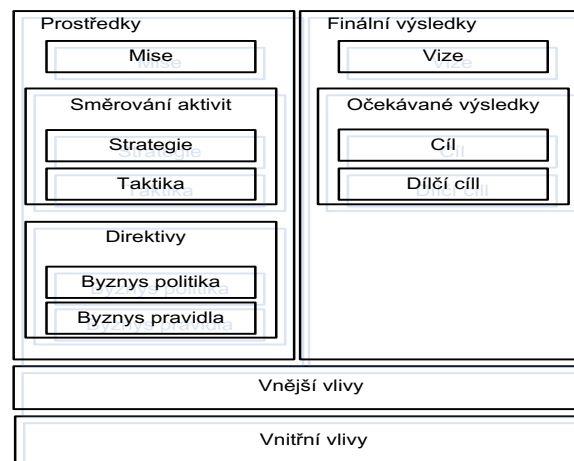 Prostředky
Mise
Směrování aktivit
Strategie
Taktika
Direktivy
Byznys politika
Byznys pravidla
Finální výsledky
Vize
Očekávané výsledky
Cíl
Dílčí cíll
Vnější vlivy
Vnitřní vlivy